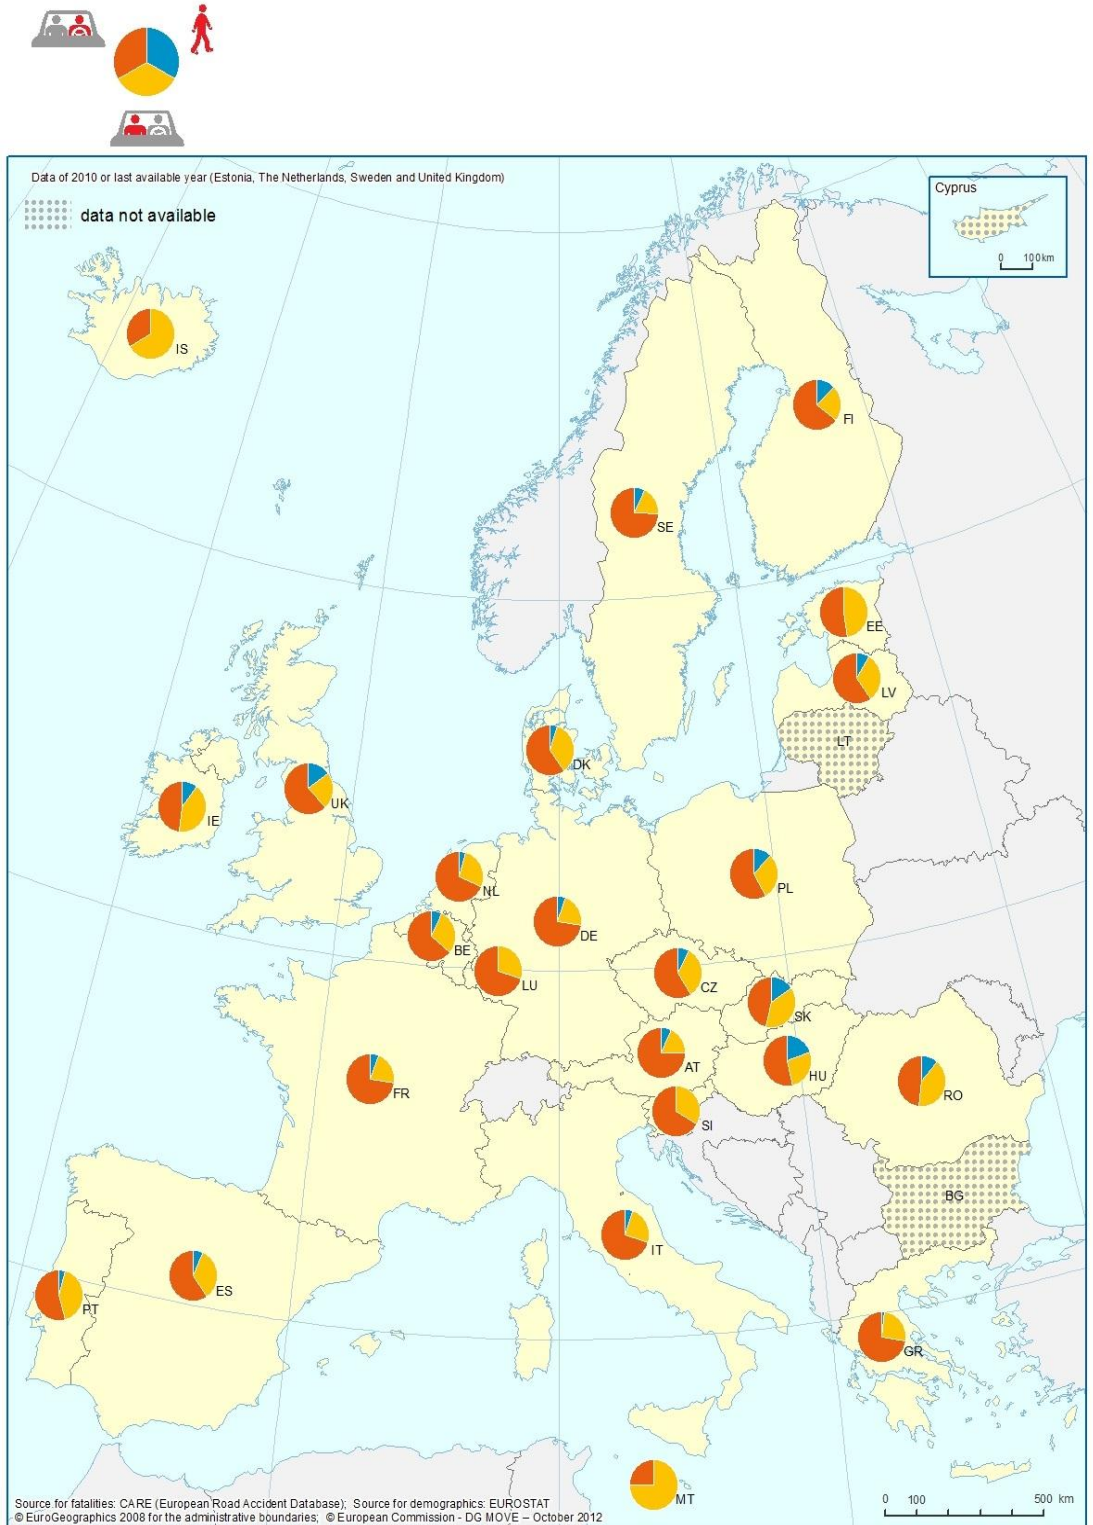 Data of 2010 or last available year (Estonia, The Netherlands, Sweden and United Kingdom)
data not available
Cyprus
0 100 km
IS
FI
SE
EE
LV
LT
DK
IE
UK
NL
PL
BE
DE
LU
CZ
SK
AT
HU
FR
RO
SI
BG
IT
ES
PT
GR
MT
Source for fatalities: CARE (European Road Accident Database); Source for demographics: EUROSTAT
© EuroGeographics 2008 for the administrative boundaries; © European Commission - DG MOVE – October 2012
0 100 500 km